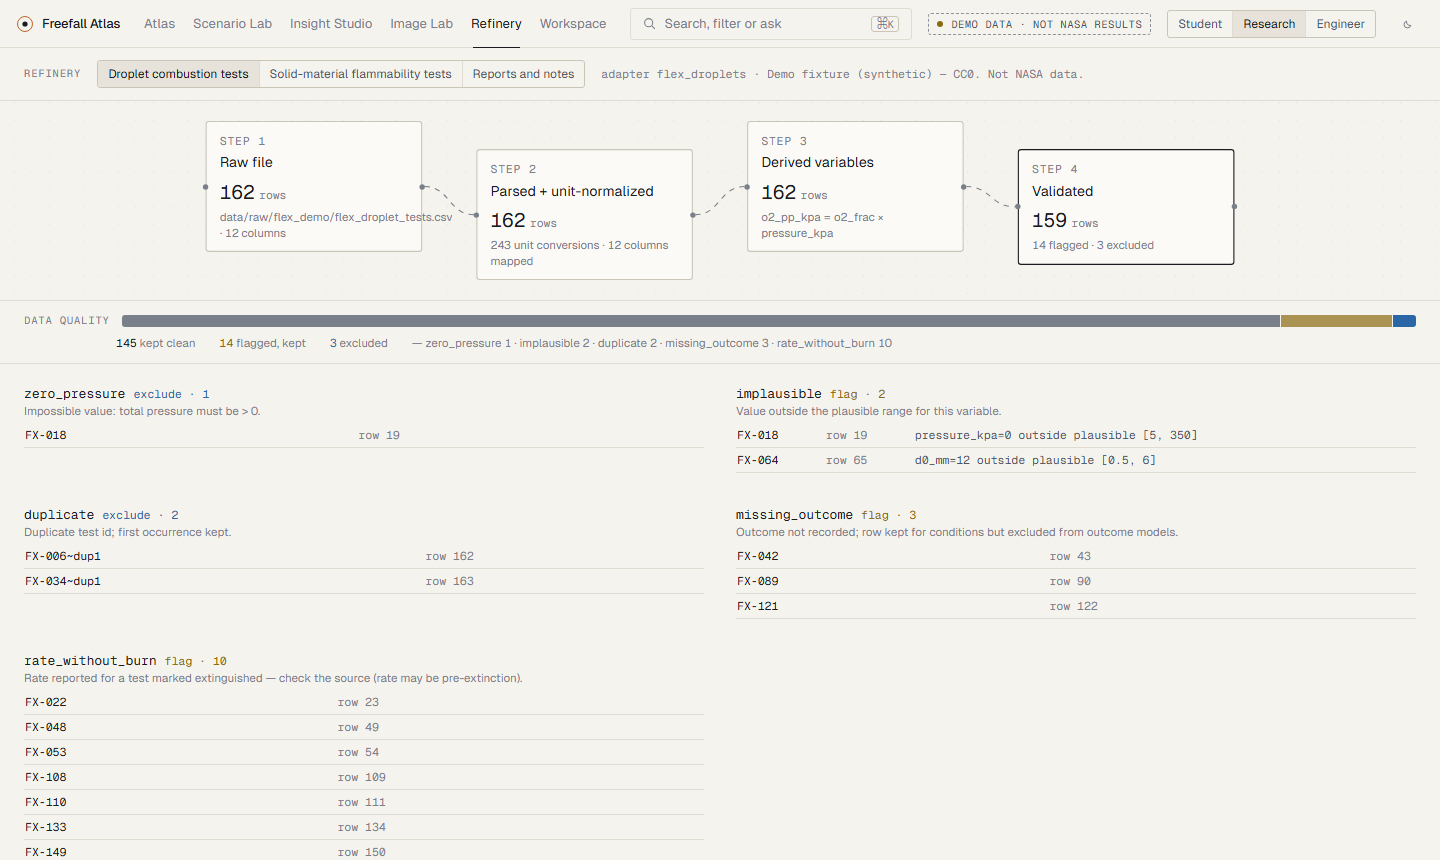 Freefall Atlas
Atlas
Scenario Lab
Insight Studio
Image Lab
Refinery
Workspace
Search, filter or ask
⌘K
DEMO DATA · NOT NASA RESULTS
Student
Research
Engineer
REFINERY
Droplet combustion tests
Solid-material flammability tests
Reports and notes
adapter flex_droplets · Demo fixture (synthetic) — CC0. Not NASA data.
STEP 1
Raw file
162 rows
data/raw/flex_demo/flex_droplet_tests.csv
· 12 columns
STEP 2
Parsed + unit-normalized
162 rows
243 unit conversions · 12 columns
mapped
STEP 3
Derived variables
162 rows
o2_pp_kpa = o2_frac ×
pressure_kpa
STEP 4
Validated
159 rows
14 flagged · 3 excluded
DATA QUALITY
145 kept clean
14 flagged, kept
3 excluded
— zero_pressure 1 · implausible 2 · duplicate 2 · missing_outcome 3 · rate_without_burn 10
zero_pressure exclude · 1
Impossible value: total pressure must be > 0.
FX-018 row 19
implausible flag · 2
Value outside the plausible range for this variable.
FX-018 row 19 pressure_kpa=0 outside plausible [5, 350]
FX-064 row 65 d0_mm=12 outside plausible [0.5, 6]
duplicate exclude · 2
Duplicate test id; first occurrence kept.
FX-006~dup1 row 162
FX-034~dup1 row 163
missing_outcome flag · 3
Outcome not recorded; row kept for conditions but excluded from outcome models.
FX-042 row 43
FX-089 row 90
FX-121 row 122
rate_without_burn flag · 10
Rate reported for a test marked extinguished — check the source (rate may be pre-extinction).
FX-022 row 23
FX-048 row 49
FX-053 row 54
FX-108 row 109
FX-110 row 111
FX-133 row 134
FX-149 row 150